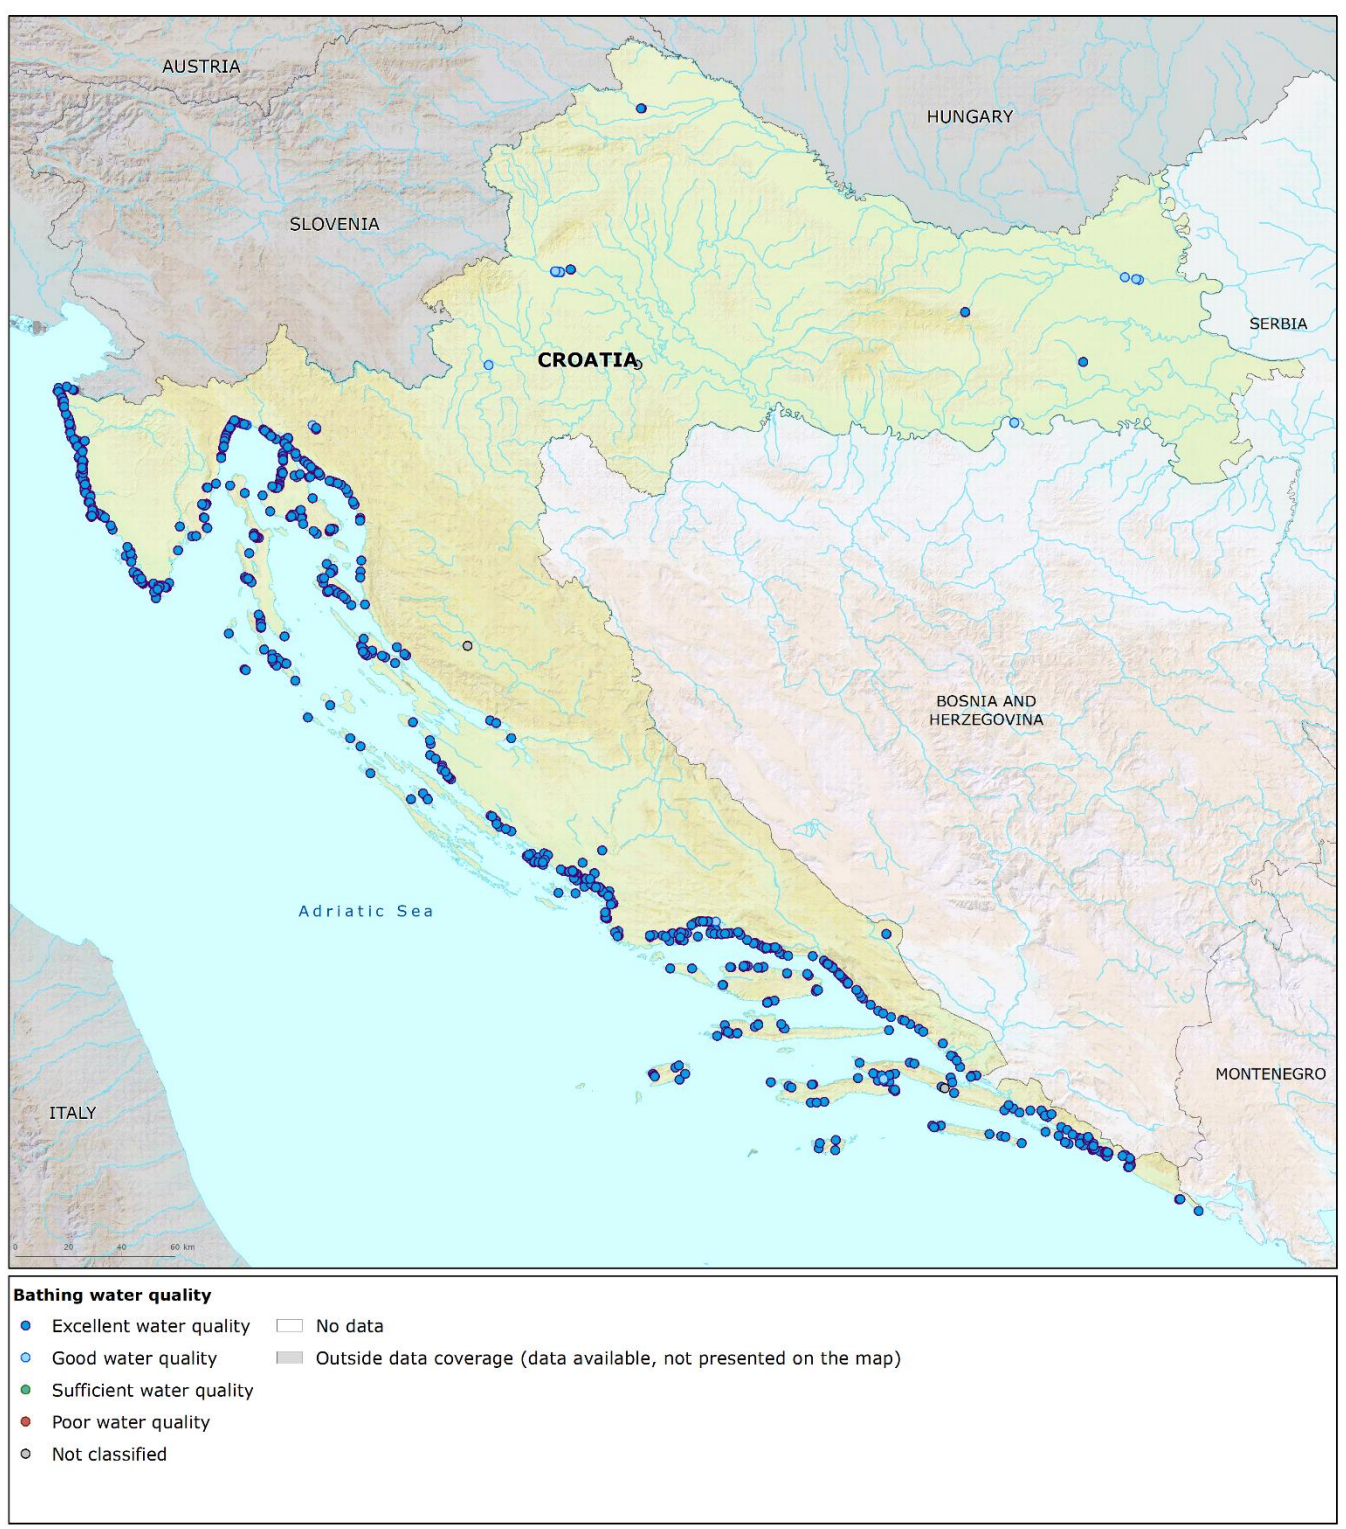 AUSTRIA
HUNGARY
SLOVENIA
SERBIA
CROATIA
BOSNIA AND
HERZEGOVINA
Adriatic Sea
MONTENEGRO
ITALY
0 20 40 60 km
Bathing water quality
Excellent water quality
No data
Good water quality
Outside data coverage (data available, not presented on the map)
Sufficient water quality
Poor water quality
Not classified